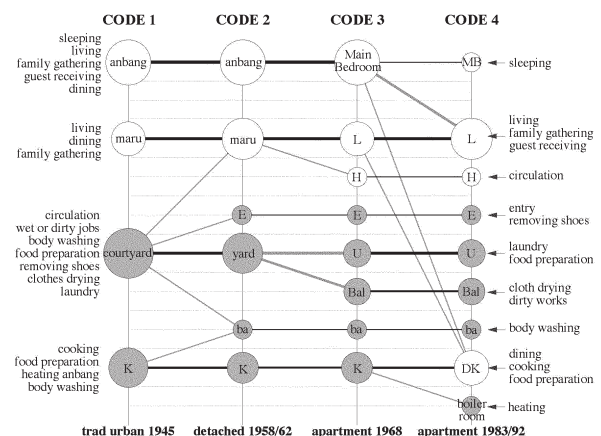 CODE 1 CODE 2 CODE 3 CODE 4
sleeping
living
family gathering
guest receiving
dining
anbang anbang Main
Bedroom MB sleeping
living
dining
family gathering
maru maru L L
living
family gathering
guest receiving
H H circulation
circulation
wet or dirty jobs
body washing
food preparation
removing shoes
clothes drying
laundry
E E E
entry
removing shoes
courtyard yard U U
laundry
food preparation
Bal Bal
cloth drying
dirty works
ba ba ba body washing
cooking
food preparation
heating anbang
body washing
K K K DK
dining
cooking
food preparation
boiler
room heating
trad urban 1945 detached 1958/62 apartment 1968 apartment 1983/92